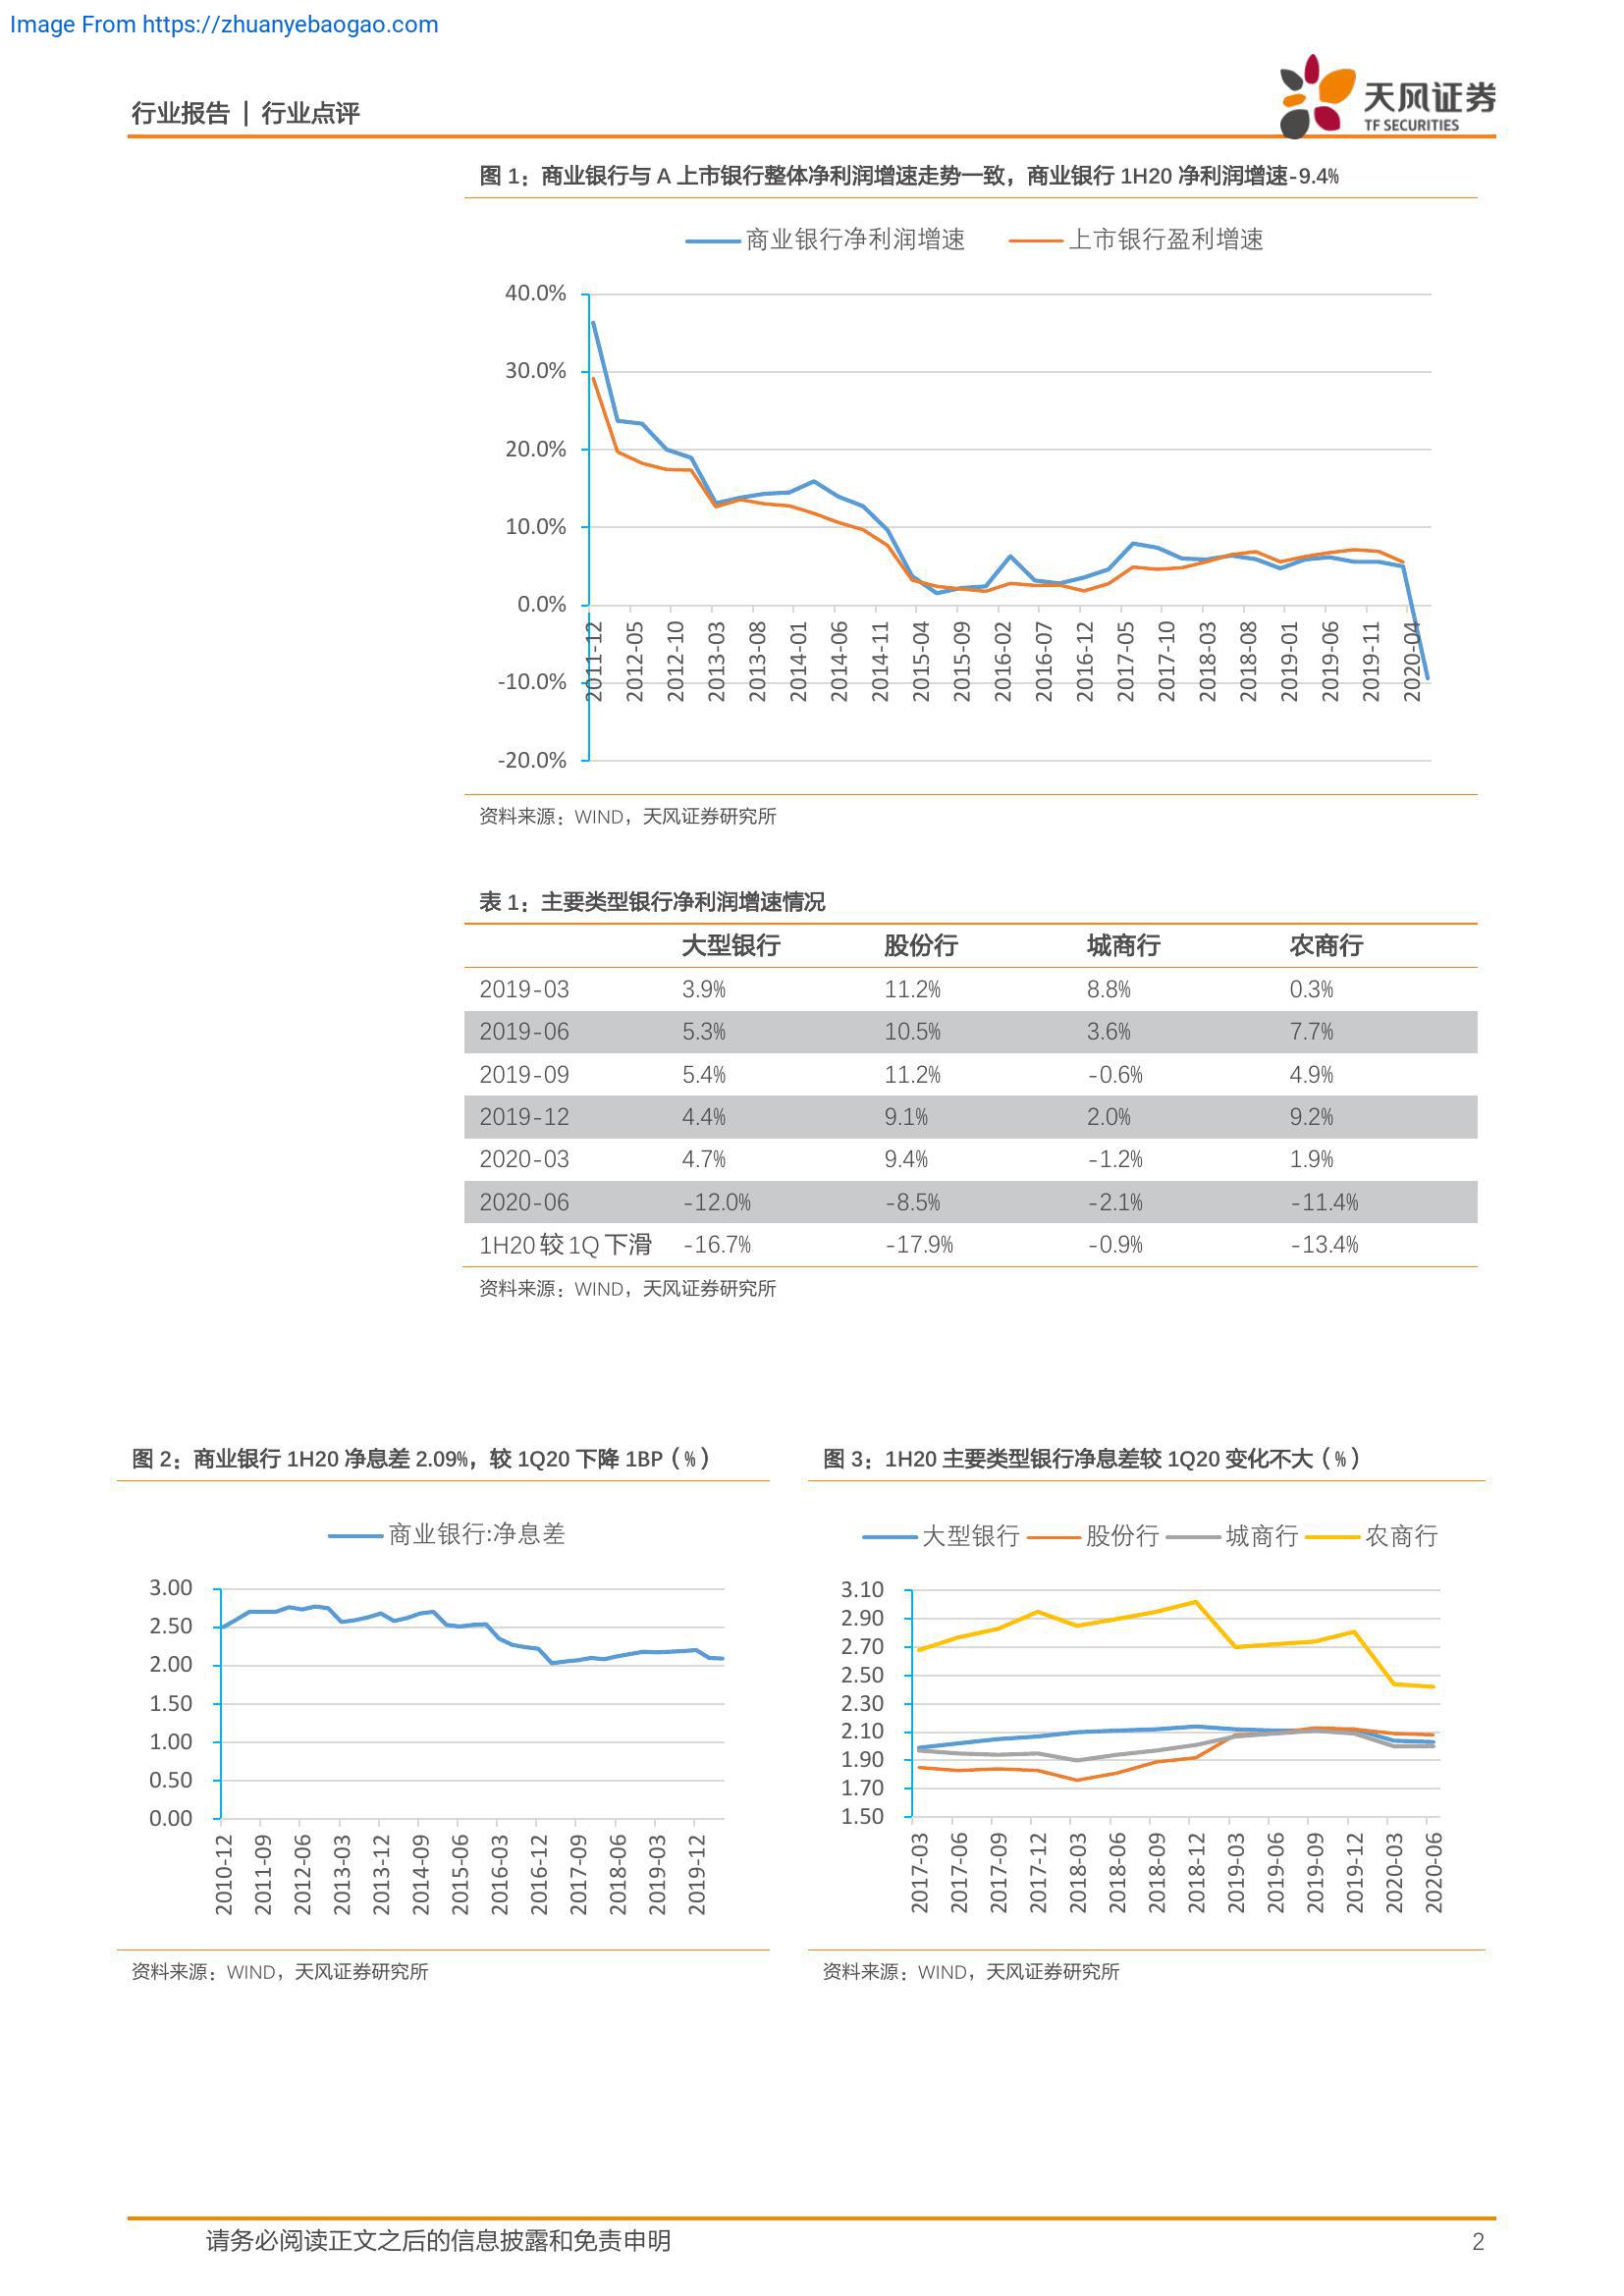 Image From https://zhuanyebaogao.com
行业报告 | 行业点评
天风证券
TF SECURITIES
图 1：商业银行与 A 上市银行整体净利润增速走势一致，商业银行 1H20 净利润增速-9.4%
商业银行净利润增速 上市银行盈利增速
40.0%
30.0%
20.0%
10.0%
0.0%
-10.0%
-20.0%
2011-12 2012-05 2012-10 2013-03 2013-08 2014-01 2014-06 2014-11 2015-04 2015-09 2016-02 2016-07 2016-12 2017-05 2017-10 2018-03 2018-08 2019-01 2019-06 2019-11 2020-04
资料来源：WIND，天风证券研究所
表 1：主要类型银行净利润增速情况
大型银行 股份行 城商行 农商行
2019-03 3.9% 11.2% 8.8% 0.3%
2019-06 5.3% 10.5% 3.6% 7.7%
2019-09 5.4% 11.2% -0.6% 4.9%
2019-12 4.4% 9.1% 2.0% 9.2%
2020-03 4.7% 9.4% -1.2% 1.9%
2020-06 -12.0% -8.5% -2.1% -11.4%
1H20 较 1Q 下滑 -16.7% -17.9% -0.9% -13.4%
资料来源：WIND，天风证券研究所
图 2：商业银行 1H20 净息差 2.09%，较 1Q20 下降 1BP（%）
商业银行:净息差
3.00
2.50
2.00
1.50
1.00
0.50
0.00
2010-12 2011-09 2012-06 2013-03 2013-12 2014-09 2015-06 2016-03 2016-12 2017-09 2018-06 2019-03 2019-12
资料来源：WIND，天风证券研究所
图 3：1H20 主要类型银行净息差较 1Q20 变化不大（%）
大型银行 股份行 城商行 农商行
3.10
2.90
2.70
2.50
2.30
2.10
1.90
1.70
1.50
2017-03 2017-06 2017-09 2017-12 2018-03 2018-06 2018-09 2018-12 2019-03 2019-06 2019-09 2019-12 2020-03 2020-06
资料来源：WIND，天风证券研究所
请务必阅读正文之后的信息披露和免责申明 2